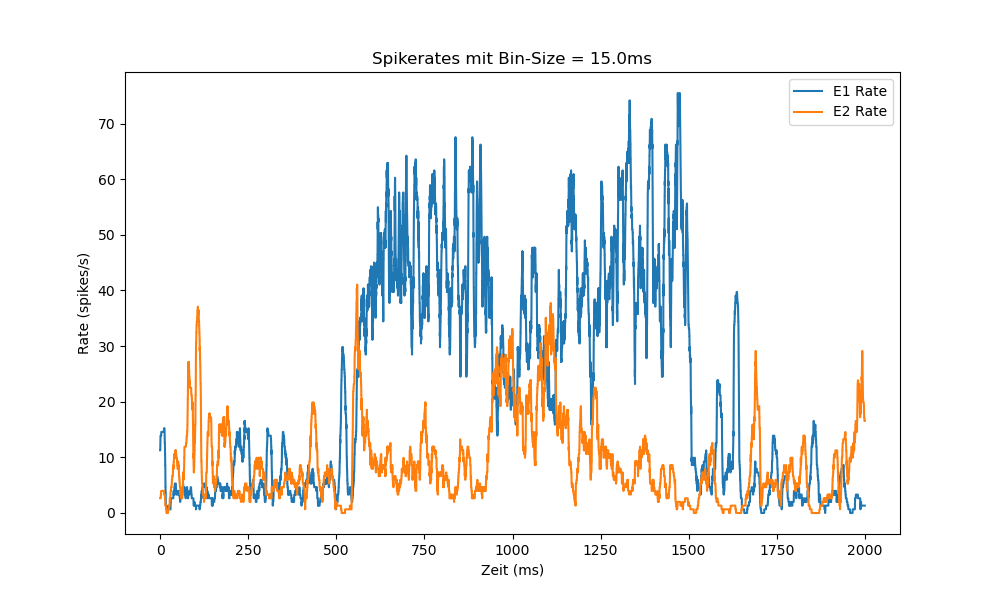 Spikerates mit Bin-Size = 15.0ms
E1 Rate
E2 Rate
Rate (spikes/s)
70
60
50
40
30
20
10
0
0 250 500 750 1000 1250 1500 1750 2000
Zeit (ms)